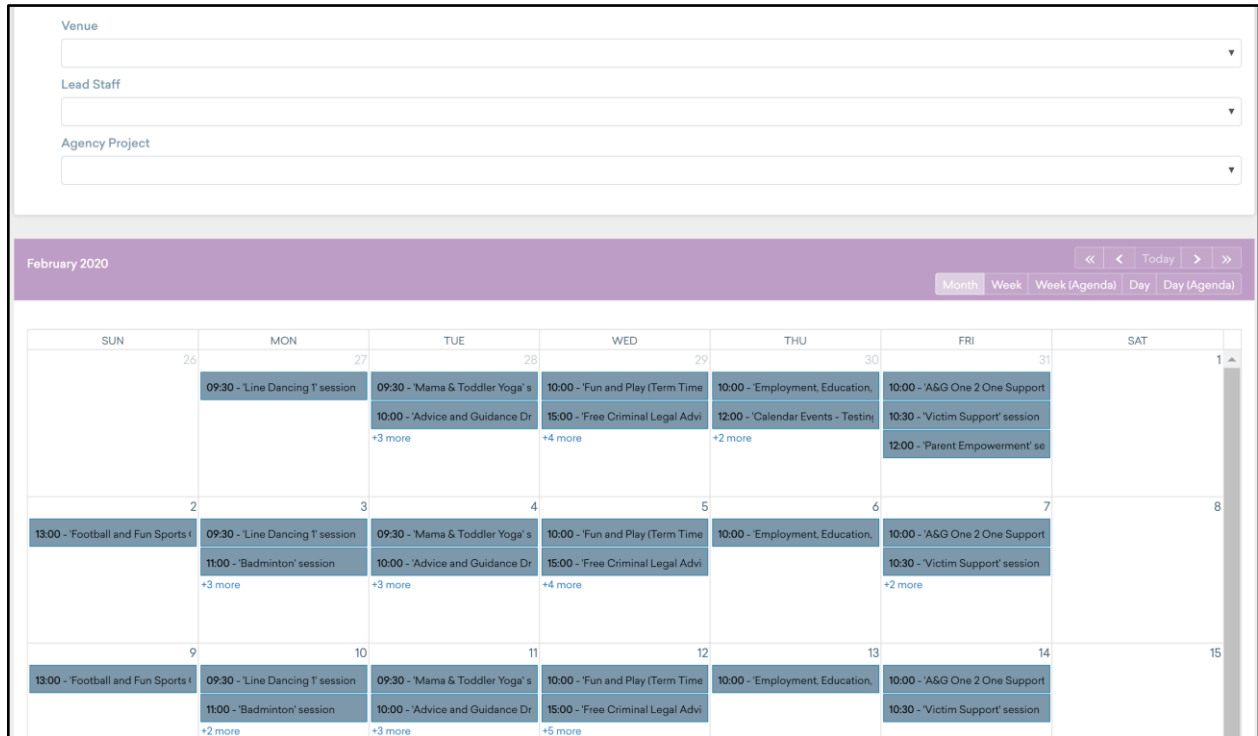 Venue
Lead Staff
Agency Project
February 2020
« < Today > »
Month Week Week (Agenda) Day Day (Agenda)
SUN MON TUE WED THU FRI SAT
26 27 28 29 30 31 1
09:30 - 'Line Dancing 1' session 09:30 - 'Mama & Toddler Yoga' s 10:00 - 'Fun and Play (Term Time 10:00 - 'Employment, Education, 10:00 - 'A&G One 2 One Support
10:00 - 'Advice and Guidance Dr 15:00 - 'Free Criminal Legal Advi 12:00 - 'Calendar Events - Testing 10:30 - 'Victim Support' session
+3 more +4 more +2 more 12:00 - 'Parent Empowerment' se
2 3 4 5 6 7 8
13:00 - 'Football and Fun Sports 09:30 - 'Line Dancing 1' session 09:30 - 'Mama & Toddler Yoga' s 10:00 - 'Fun and Play (Term Time 10:00 - 'Employment, Education, 10:00 - 'A&G One 2 One Support
11:00 - 'Badminton' session 10:00 - 'Advice and Guidance Dr 15:00 - 'Free Criminal Legal Advi 10:30 - 'Victim Support' session
+3 more +3 more +4 more +2 more
9 10 11 12 13 14 15
13:00 - 'Football and Fun Sports 09:30 - 'Line Dancing 1' session 09:30 - 'Mama & Toddler Yoga' s 10:00 - 'Fun and Play (Term Time 10:00 - 'Employment, Education, 10:00 - 'A&G One 2 One Support
11:00 - 'Badminton' session 10:00 - 'Advice and Guidance Dr 15:00 - 'Free Criminal Legal Advi 10:30 - 'Victim Support' session
+2 more +3 more +5 more